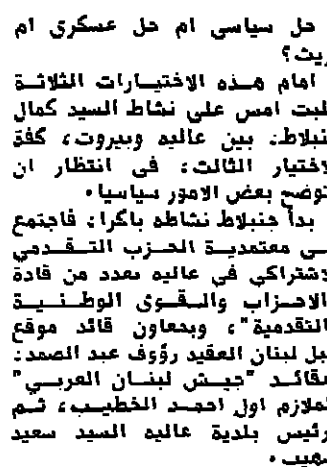 حل سياسي ام حل عسكري ام
ريث؟
امام هذه الاختيارات الثلاثة
لبت امس على نشاط السيد كمال
نبلاط: بين عاليه وبيروت، كفة
لاختيار الثالث، في انتظار ان
توضح بعض الامور سياسيا.
بدأ جنبلاط نشاطه باكرا: فاجتمع
ي معتمدية الحزب التقدمي
لاشتراكي في عاليه بعدد من قادة
الاحزاب والقوى الوطنية
التقدمية"، وبمعاون قائد موقع
بل لبنان العقيد رؤوف عبد الصمد:
قائد "جيش لبنان العربي"
لملازم اول احمد الخطيب، ثم
رئيس بلدية عاليه السيد سعيد
هيب.